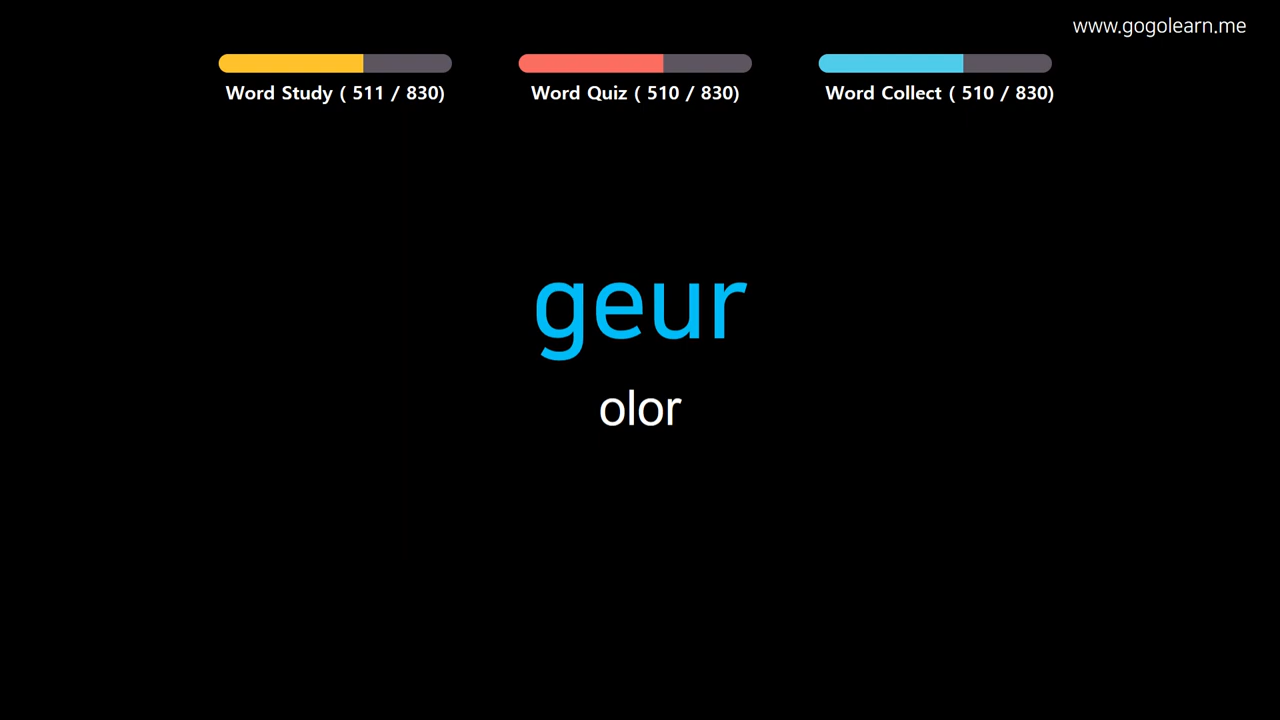 www.gogolearn.me
Word Study ( 511 / 830)
Word Quiz ( 510 / 830)
Word Collect ( 510 / 830)
geur
olor